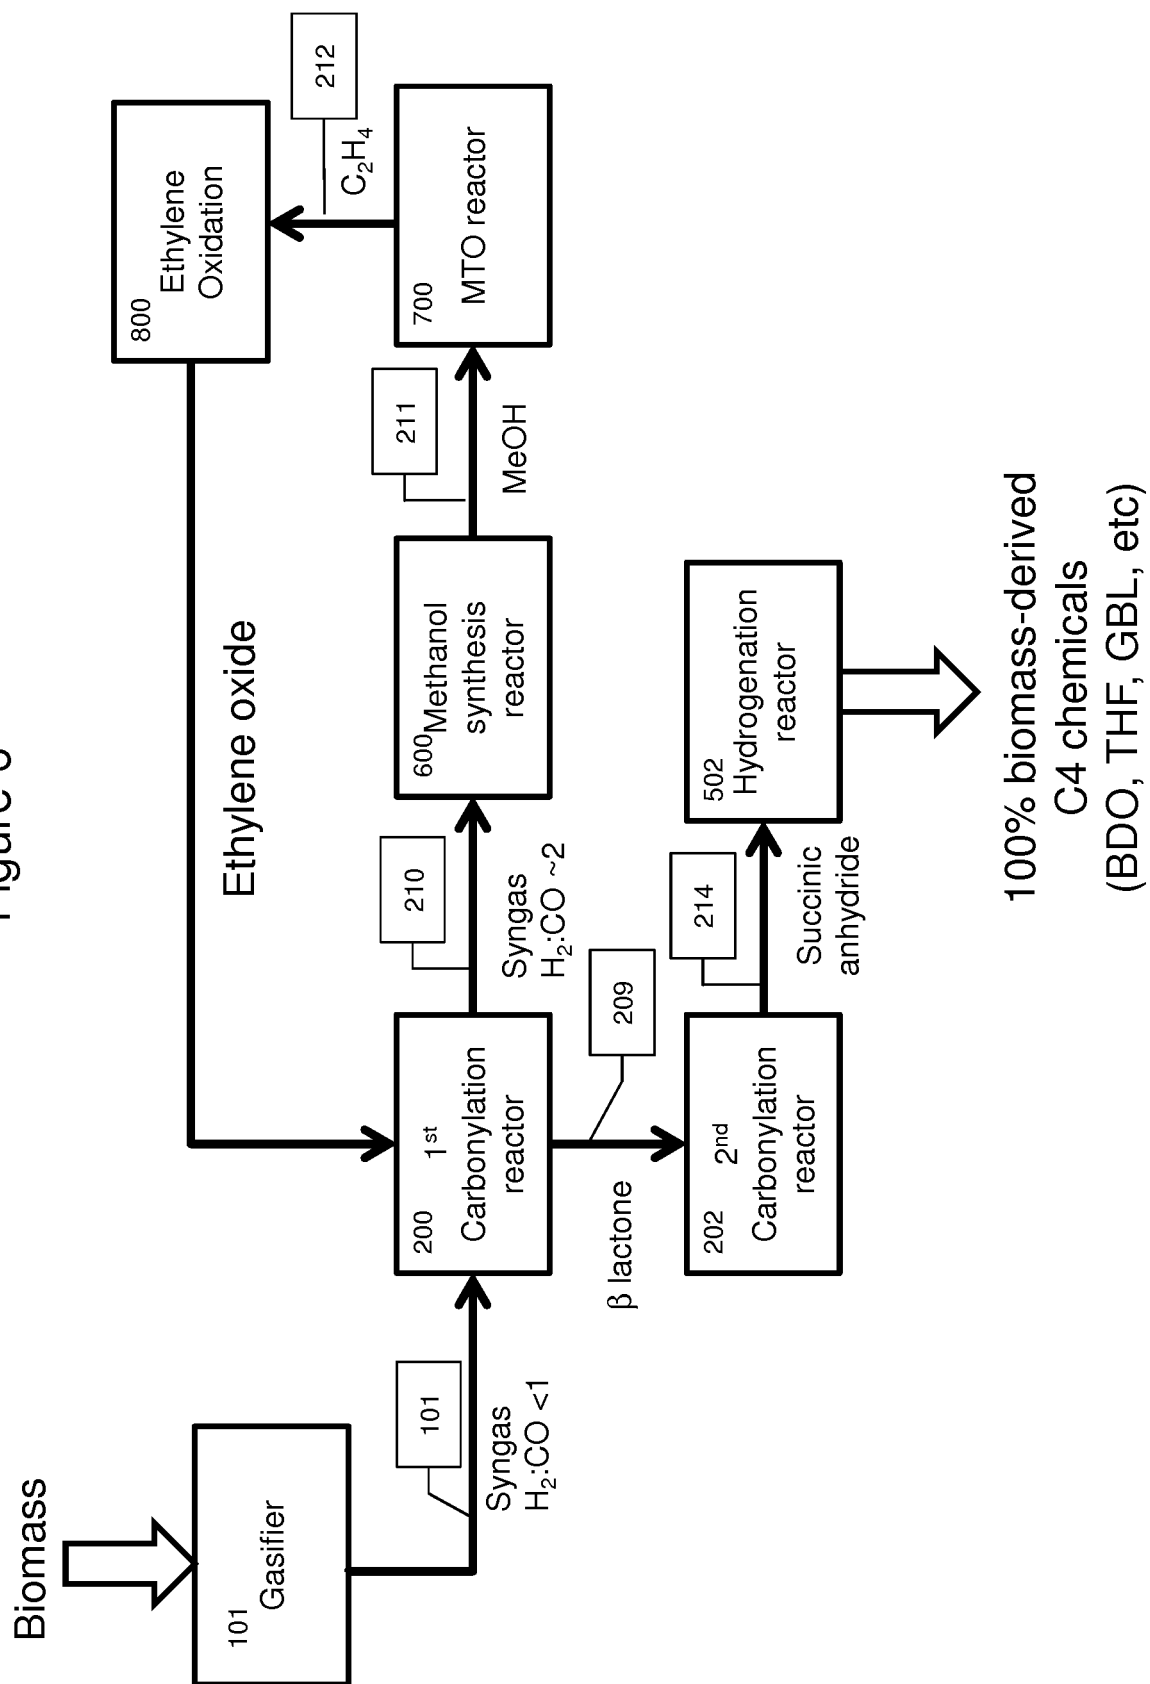 Figure
Biomass
800
Ethylene
Oxidation
Ethylene oxide
101
Gasifier
212
C₂H₄
101
Syngas
H₂:CO <1
200
1st
Carbonylation
reactor
210
Syngas
H₂:CO ~2
600 Methanol
synthesis
reactor
211
MeOH
700
MTO reactor
β lactone
209
202
2nd
Carbonylation
reactor
214
Succinic
anhydride
502
Hydrogenation
reactor
100% biomass-derived
C4 chemicals
(BDO, THF, GBL, etc)